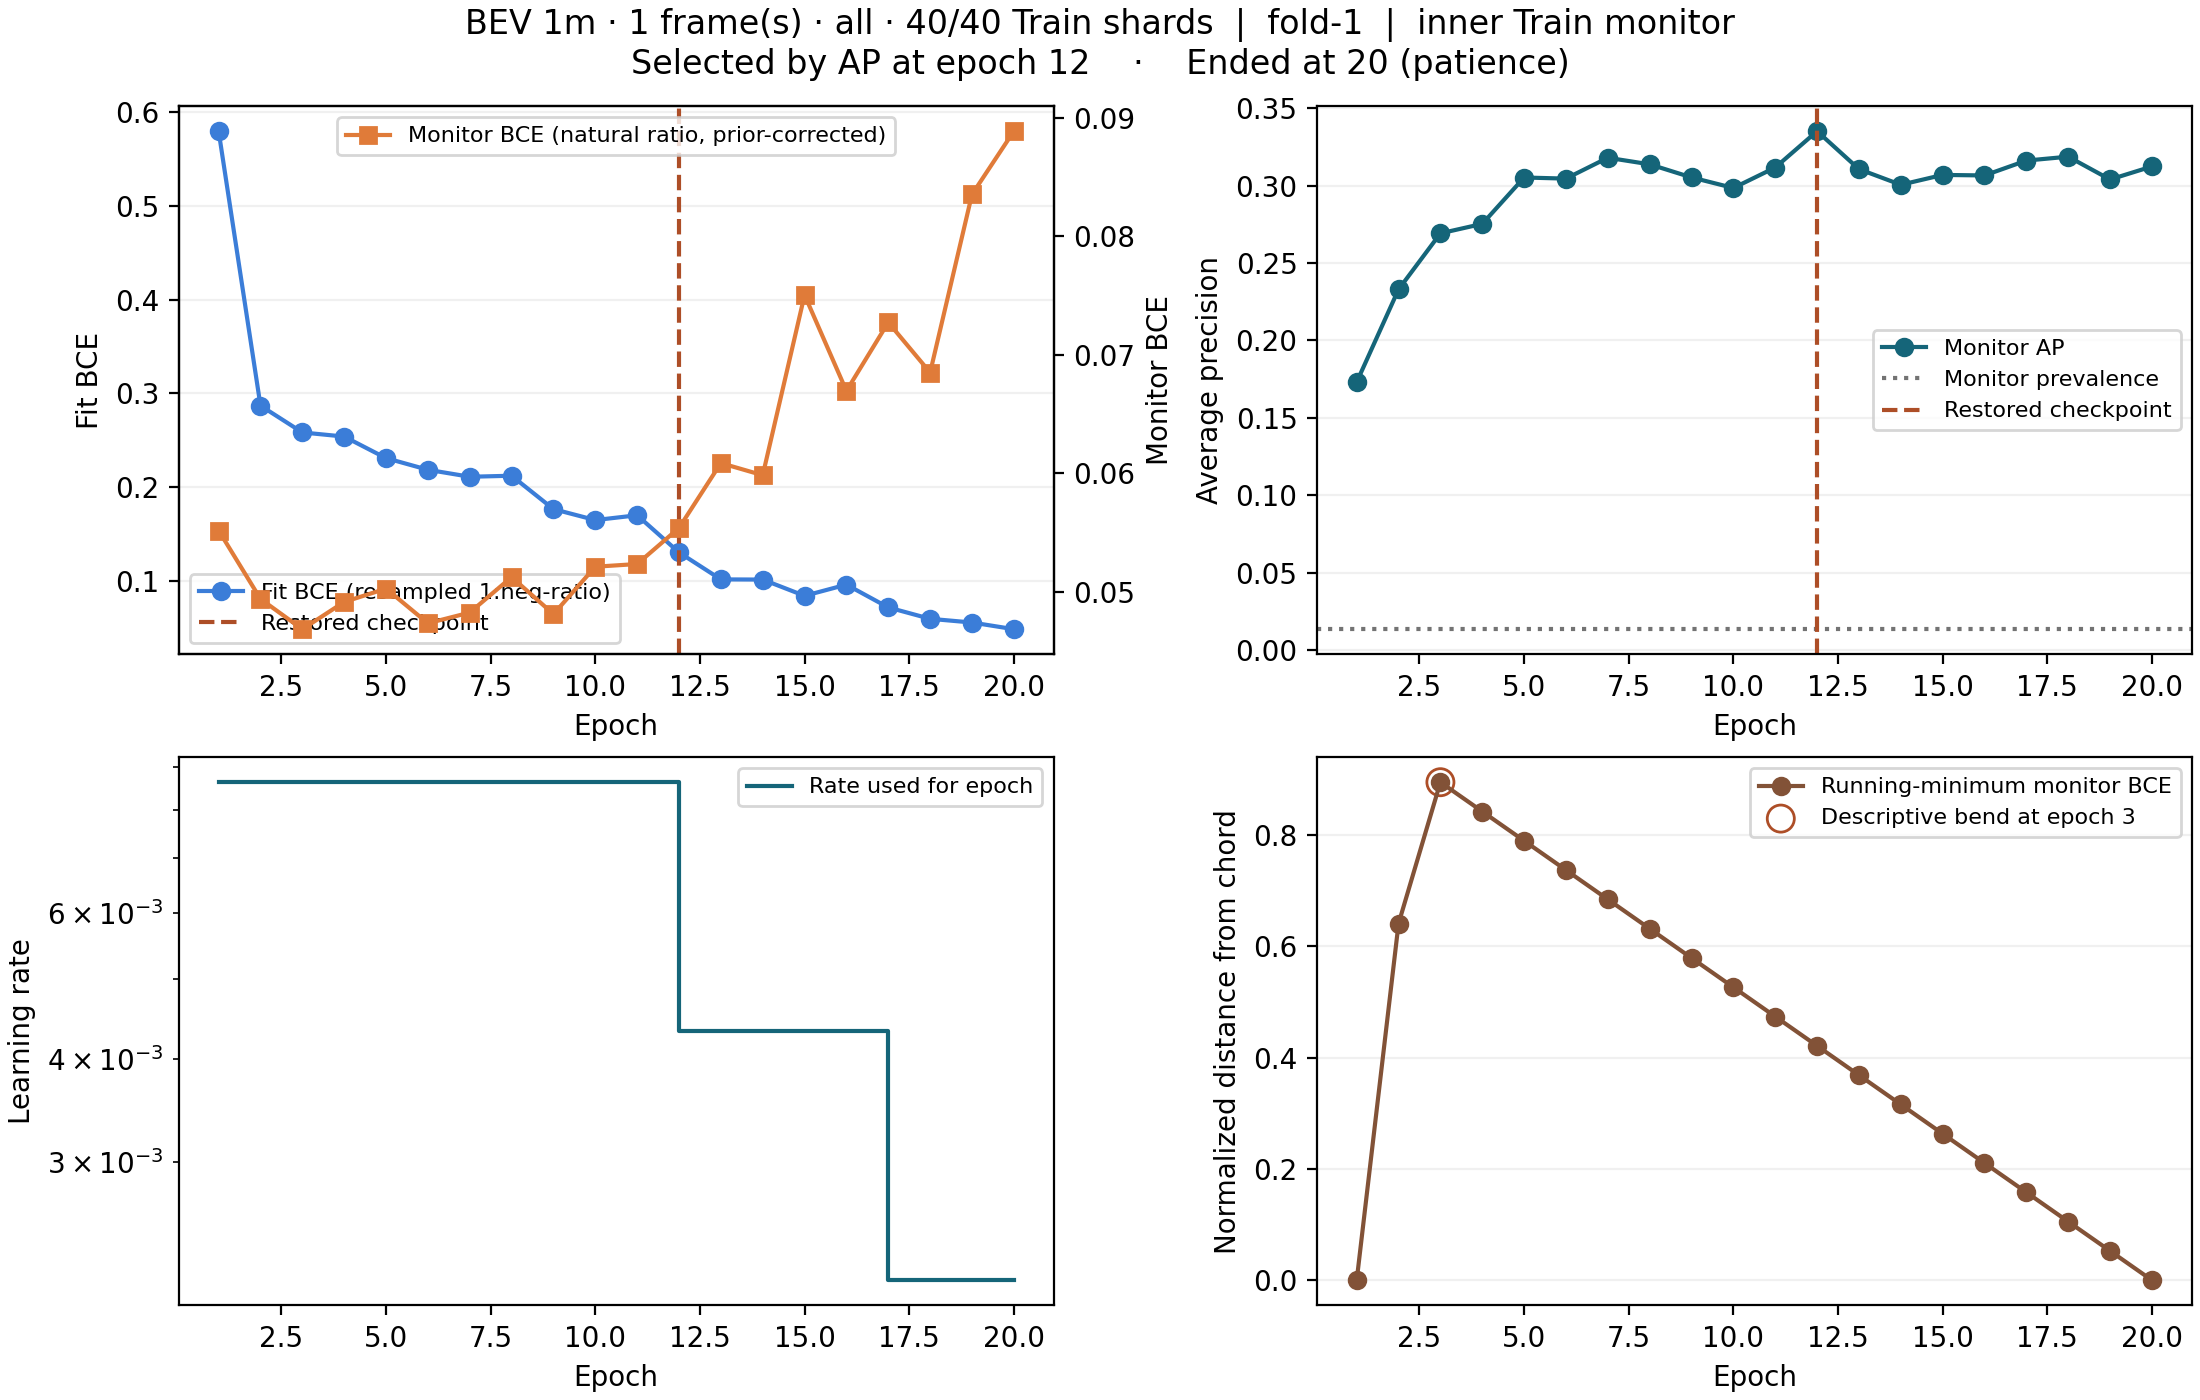 BEV 1m · 1 frame(s) · all · 40/40 Train shards | fold-1 | inner Train monitor
Selected by AP at epoch 12 · Ended at 20 (patience)
0.6
0.5
0.4
0.3
0.2
0.1
Fit BCE
0.09
0.08
0.07
0.06
0.05
Monitor BCE
Monitor BCE (natural ratio, prior-corrected)
Fit BCE (resampled 1:neg-ratio)
Restored checkpoint
2.5 5.0 7.5 10.0 12.5 15.0 17.5 20.0
Epoch
0.35
0.30
0.25
0.20
0.15
0.10
0.05
0.00
Average precision
Monitor AP
Monitor prevalence
Restored checkpoint
2.5 5.0 7.5 10.0 12.5 15.0 17.5 20.0
Epoch
6 × 10⁻³
4 × 10⁻³
3 × 10⁻³
Learning rate
Rate used for epoch
2.5 5.0 7.5 10.0 12.5 15.0 17.5 20.0
Epoch
0.8
0.6
0.4
0.2
0.0
Normalized distance from chord
Running-minimum monitor BCE
Descriptive bend at epoch 3
2.5 5.0 7.5 10.0 12.5 15.0 17.5 20.0
Epoch